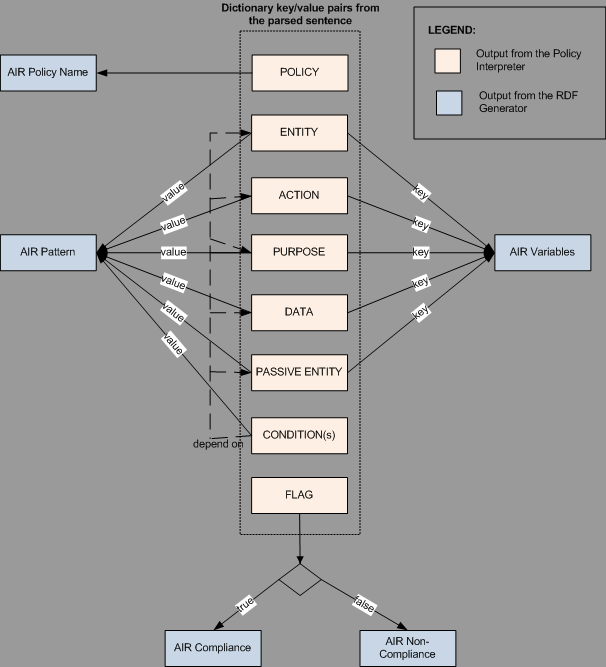 Dictionary key/value pairs from
the parsed sentence
LEGEND:
Output from the Policy
Interpreter
Output from the RDF
Generator
AIR Policy Name
POLICY
ENTITY
value
key
ACTION
value
key
AIR Pattern
value
PURPOSE
key
AIR Variables
value
DATA
key
value
PASSIVE ENTITY
key
value
CONDITION(s)
depend on
FLAG
true
false
AIR Compliance
AIR Non-
Compliance